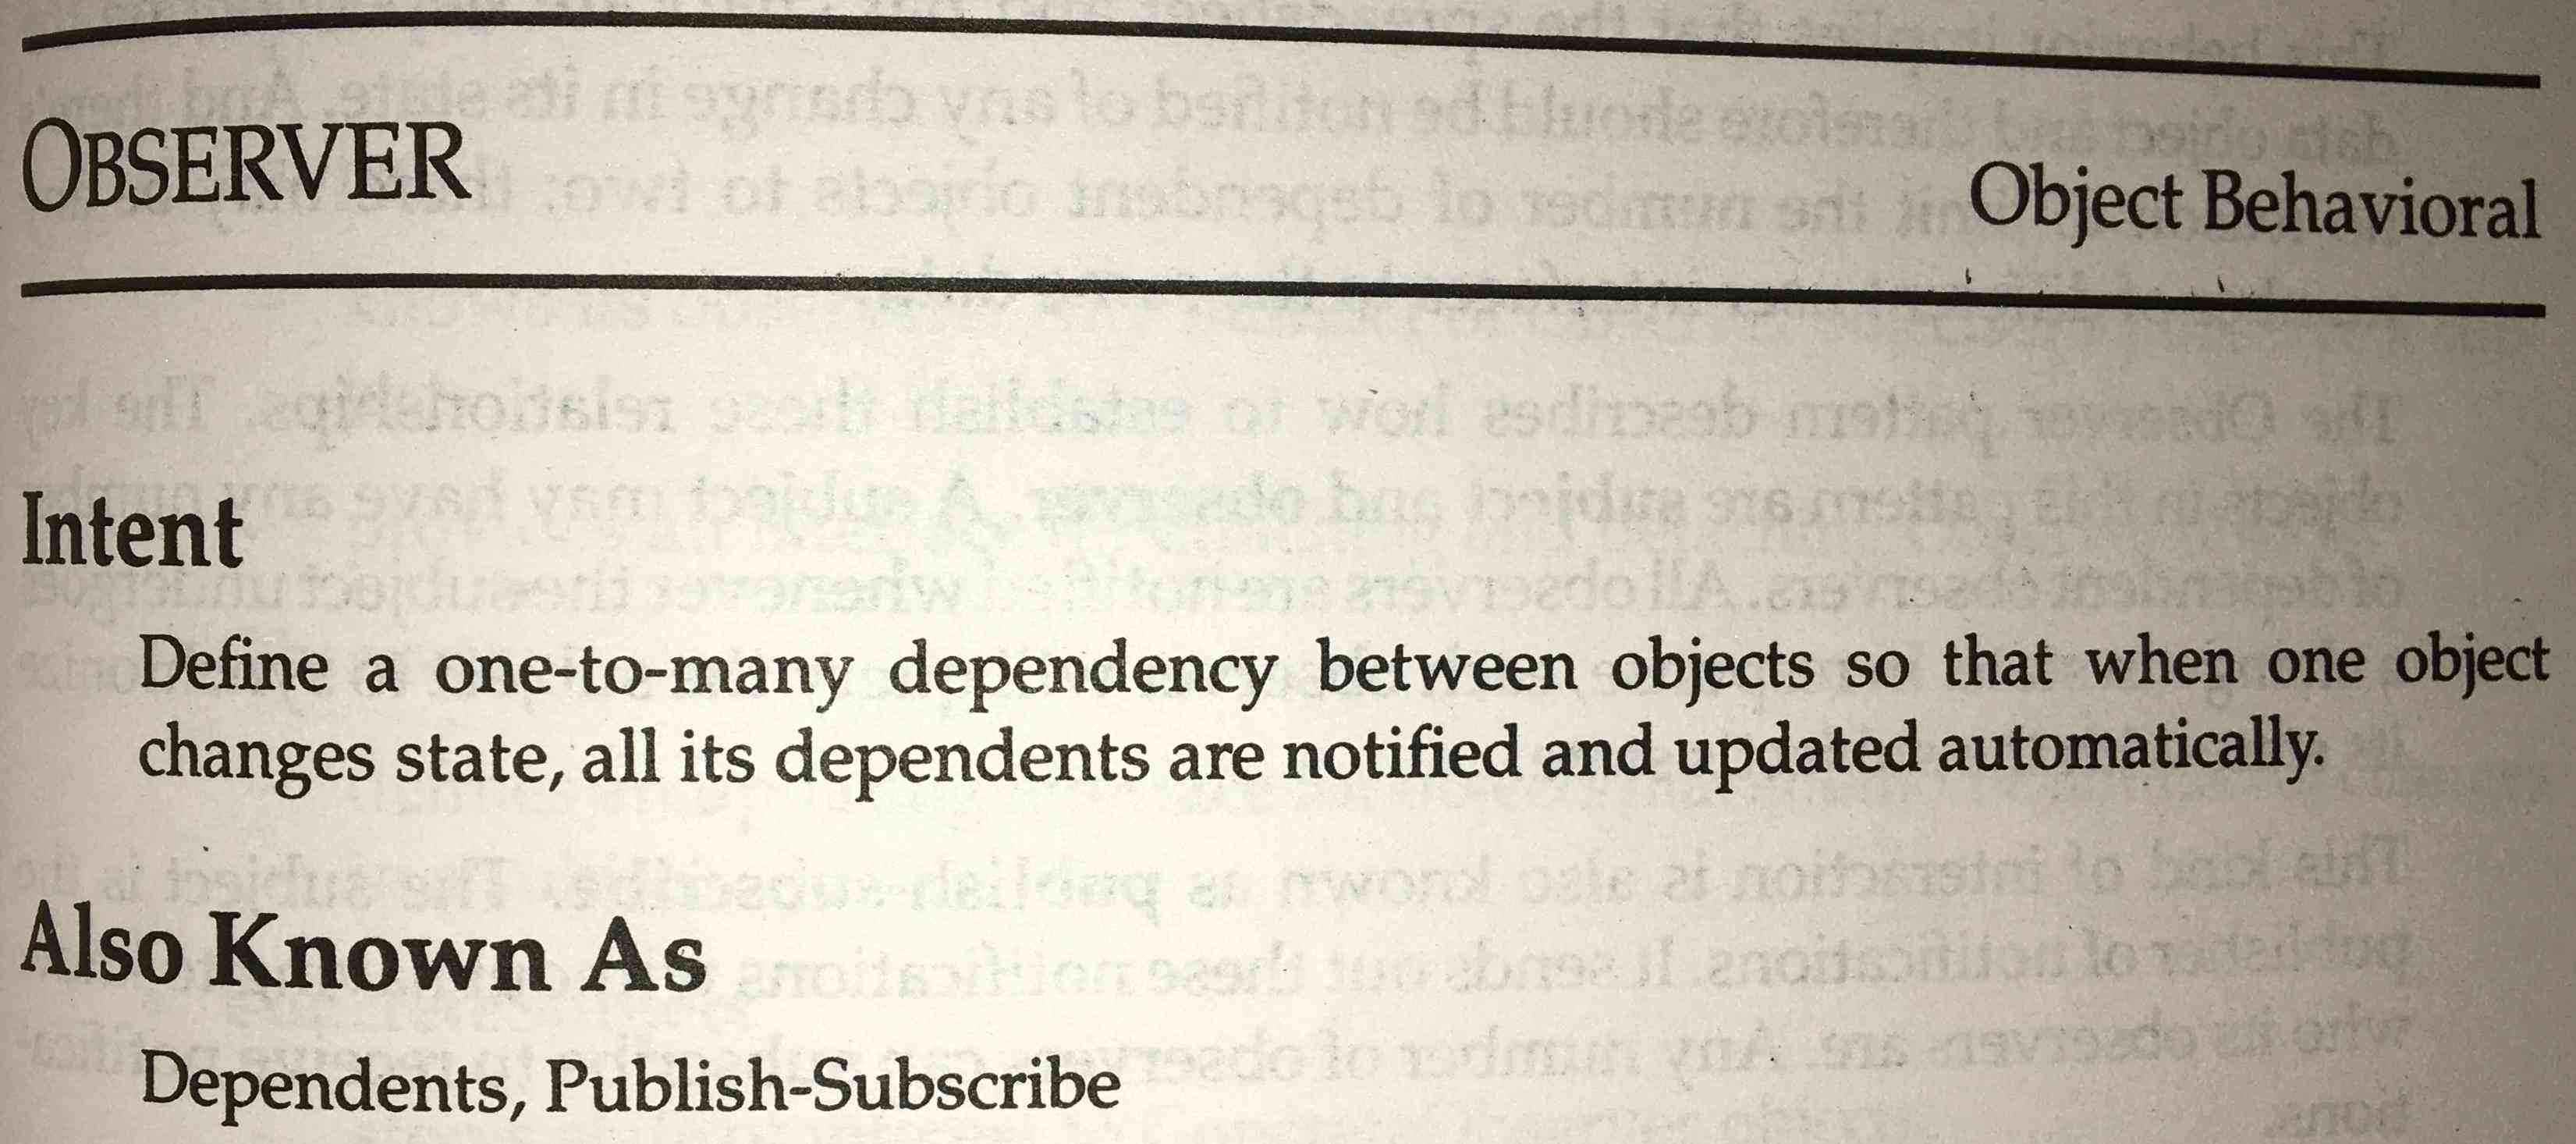 OBSERVER
Object Behavioral
Intent
Define a one-to-many dependency between objects so that when one object
changes state, all its dependents are notified and updated automatically.
Also Known As
Dependents, Publish-Subscribe